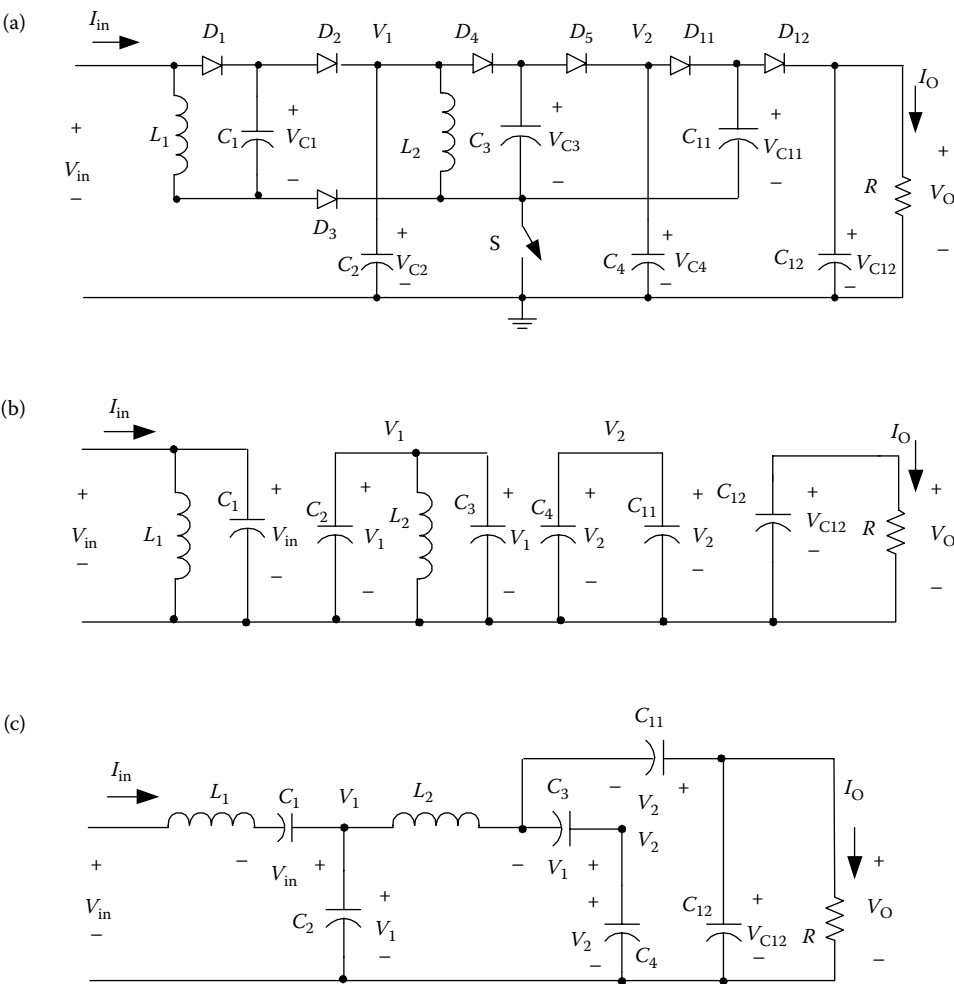 (a)
I_in
D_1
D_2
V_1
D_4
D_5
V_2
D_11
D_12
I_O
+
V_in
−
L_1
C_1
+
V_C1
−
L_2
C_3
+
V_C3
−
C_11
+
V_C11
−
R
+
V_O
−
D_3
S
C_2
+
V_C2
−
C_4
+
V_C4
−
C_12
+
V_C12
−
(b)
I_in
V_1
V_2
I_O
+
V_in
−
L_1
C_1
+
V_in
−
C_2
+
V_1
−
L_2
C_3
+
V_1
−
C_4
+
V_2
−
C_11
+
V_2
−
C_12
+
V_C12
−
R
+
V_O
−
(c)
C_11
−
V_2
+
I_in
L_1
C_1
V_1
L_2
C_3
I_O
−
V_in
+
−
V_1
+
V_2
+
V_in
−
C_2
+
V_1
−
+
V_2
−
C_4
C_12
+
V_C12
−
R
+
V_O
−